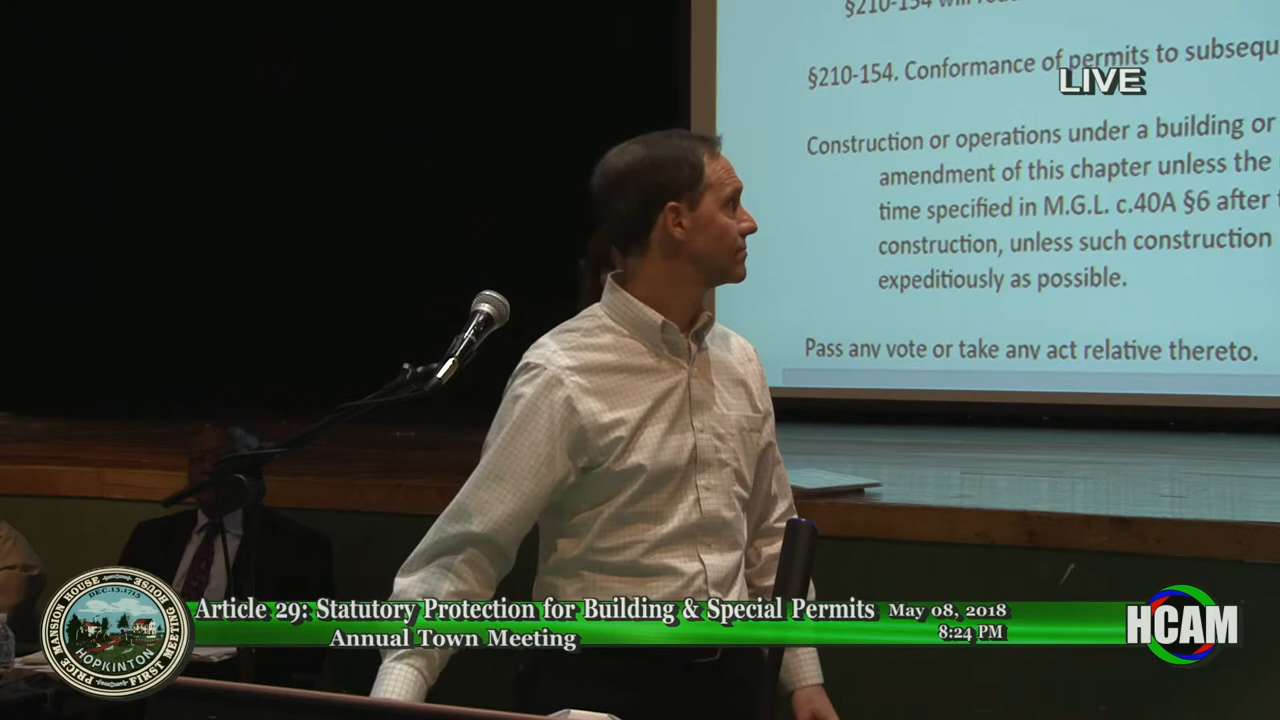 §210-154 will
§210-154. Conformance of permits to subsequ
LIVE
Construction or operations under a building or
amendment of this chapter unless the
time specified in M.G.L. c.40A §6 after
construction, unless such construction
expeditiously as possible.
Pass any vote or take any act relative thereto.
Article 29: Statutory Protection for Building & Special Permits
May 08, 2018
Annual Town Meeting
8:24 PM
HCAM
PRICE MANSION HOUSE
FIRST MEETING HOUSE
DEC.13.1715
HOPKINTON